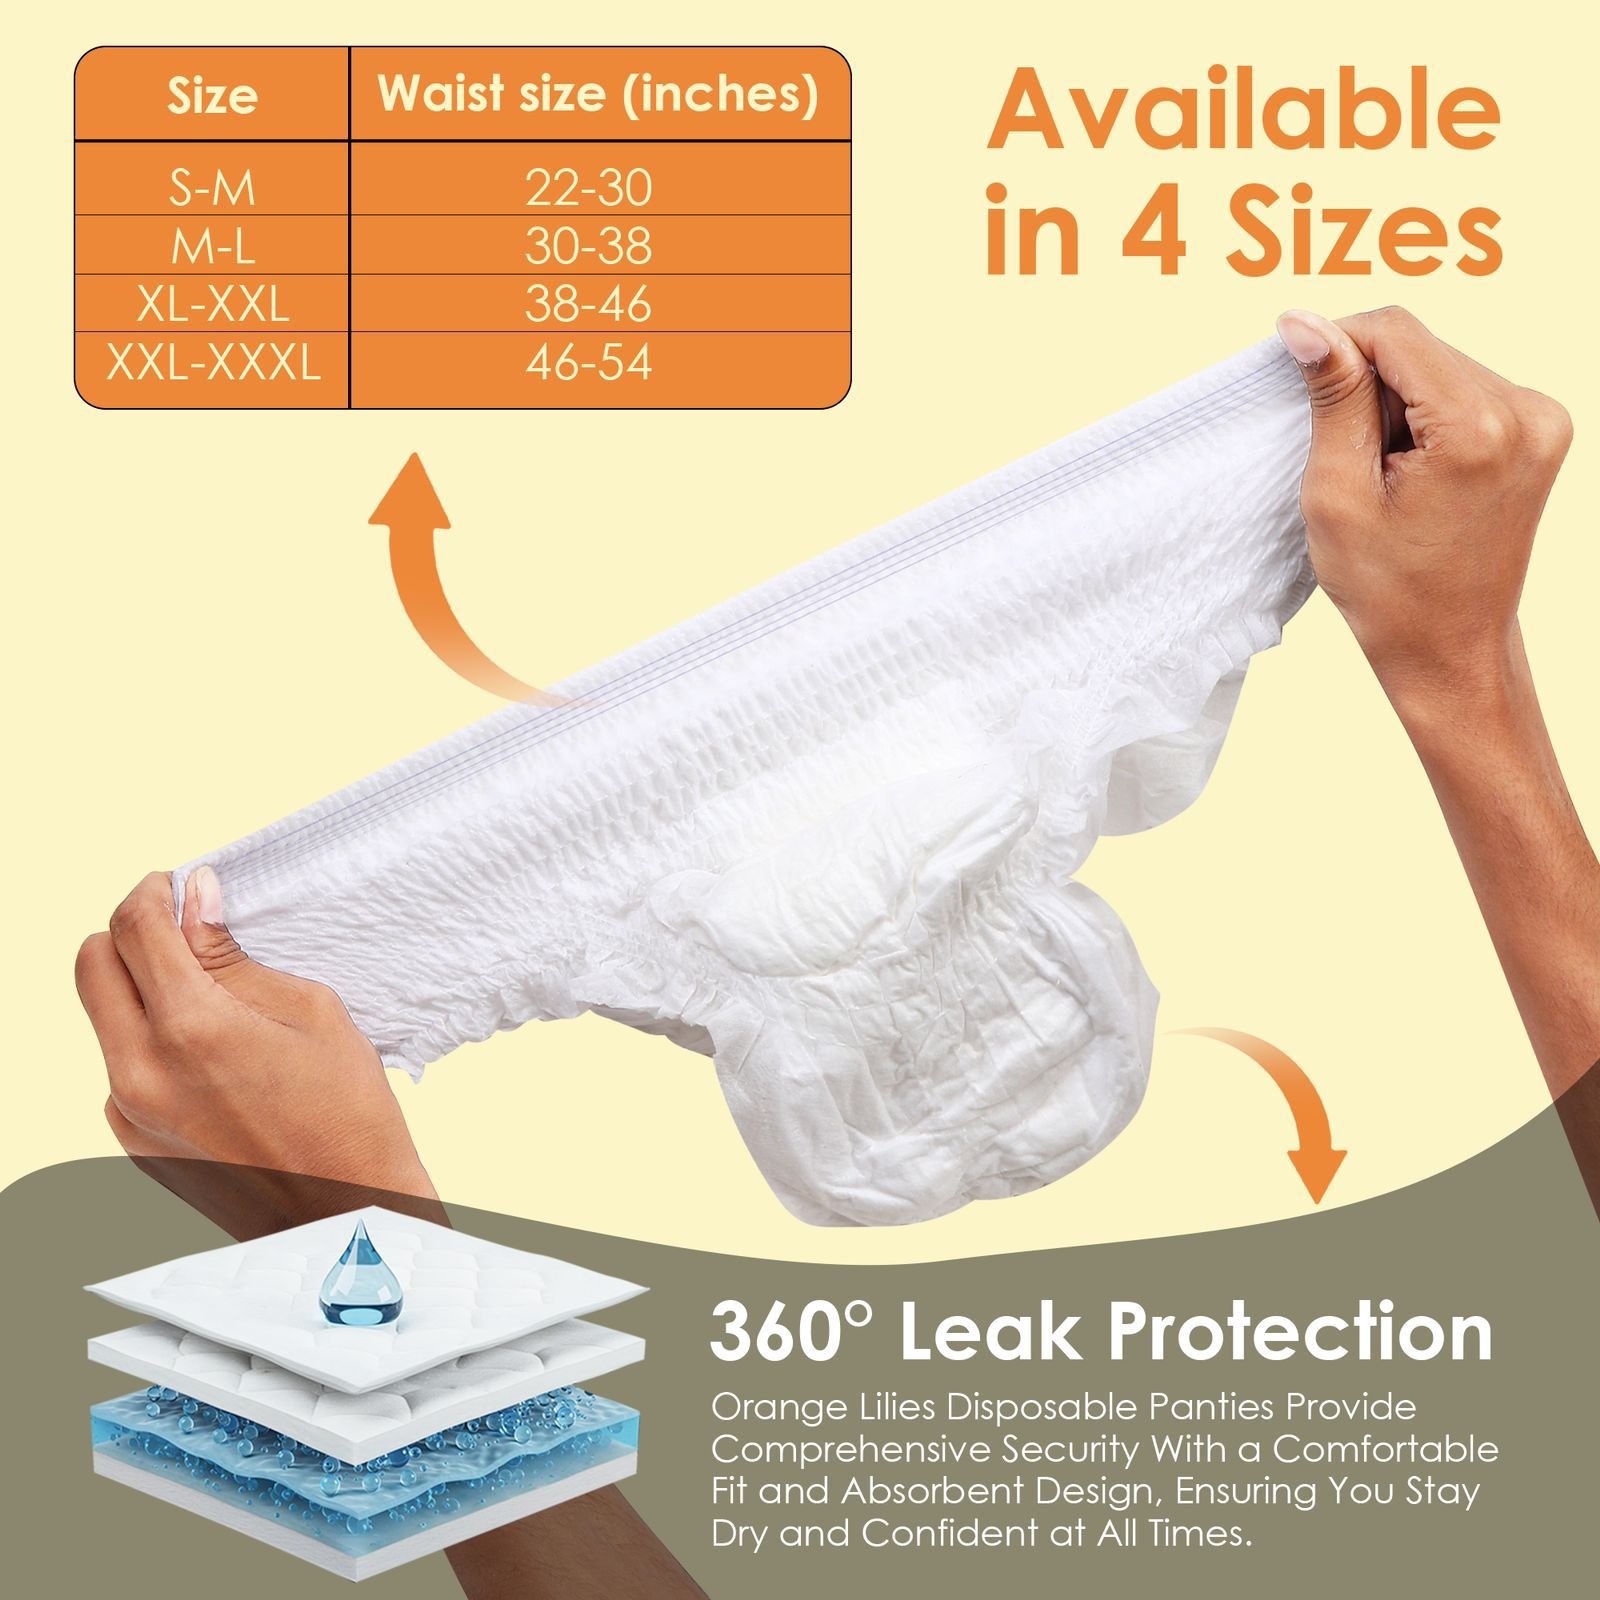 Size Waist size (inches)
S-M 22-30
M-L 30-38
XL-XXL 38-46
XXL-XXXL 46-54
Available
in 4 Sizes
360° Leak Protection
Orange Lilies Disposable Panties Provide
Comprehensive Security With a Comfortable
Fit and Absorbent Design, Ensuring You Stay
Dry and Confident at All Times.